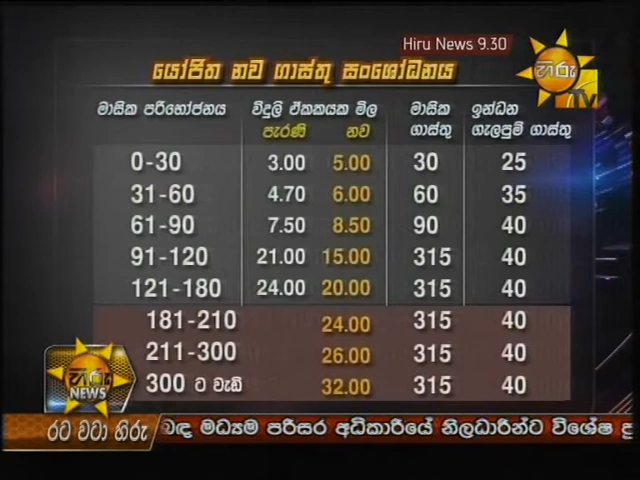 Hiru News 9.30
හිරු
TV
යෝජිත නව ගාස්තු සංශෝධනය
මාසික පරිභෝජනය විදුලි ඒකකයක මිල මාසික ඉන්ධන
පැරණි නව ගාස්තු ගැලපුම් ගාස්තු
0-30 3.00 5.00 30 25
31-60 4.70 6.00 60 35
61-90 7.50 8.50 90 40
91-120 21.00 15.00 315 40
121-180 24.00 20.00 315 40
181-210 24.00 315 40
211-300 26.00 315 40
300 ට වැඩි 32.00 315 40
හිරු
NEWS
රට වටා හිරු
මධ්‍යම පරිසර අධිකාරියේ නිලධාරීන්ට විශේෂ